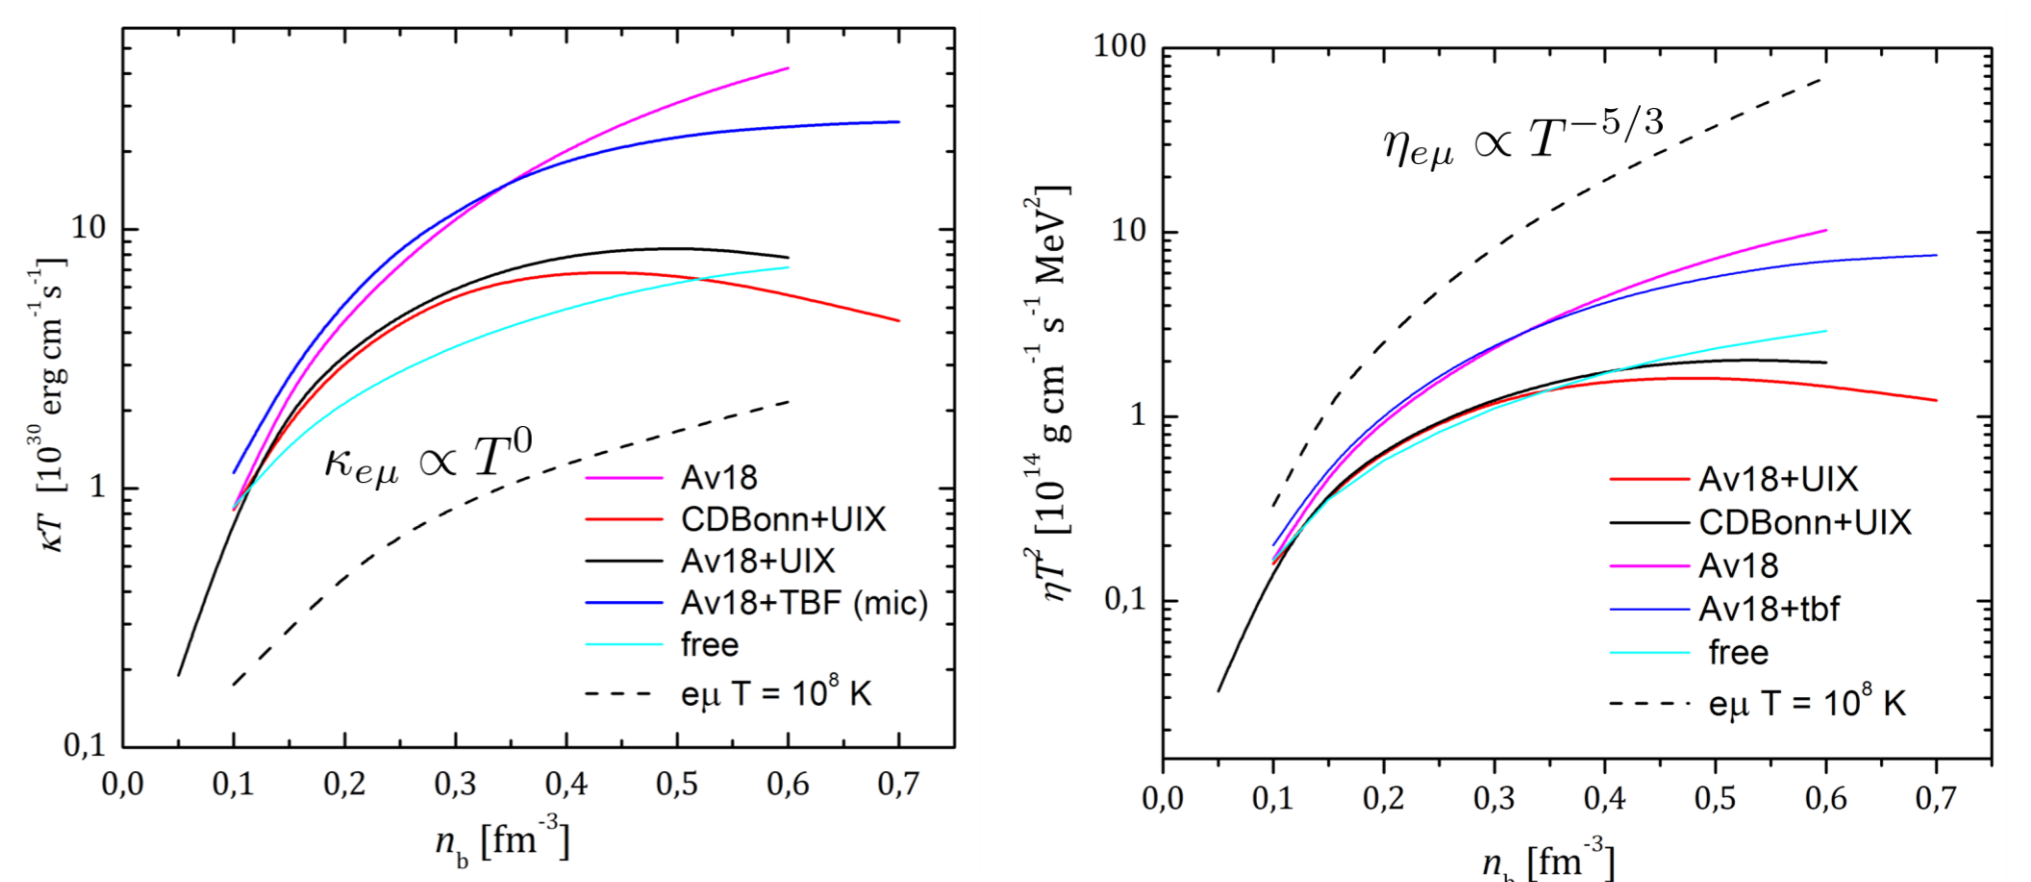 10
1
0,1
κT [10^30 erg cm^-1 s^-1]
κ_eμ ∝ T^0
Av18
CDBonn+UIX
Av18+UIX
Av18+TBF (mic)
free
eμ T = 10^8 K
0,0 0,1 0,2 0,3 0,4 0,5 0,6 0,7
n_b [fm^-3]
100
10
1
0,1
ηT^2 [10^14 g cm^-1 s^-1 MeV^2]
η_eμ ∝ T^−5/3
Av18+UIX
CDBonn+UIX
Av18
Av18+tbf
free
eμ T = 10^8 K
0,0 0,1 0,2 0,3 0,4 0,5 0,6 0,7
n_b [fm^-3]